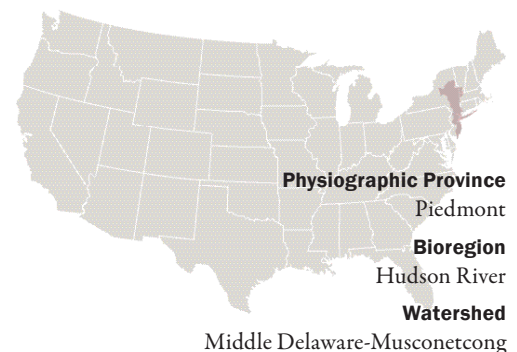 Physiographic Province
Piedmont
Bioregion
Hudson River
Watershed
Middle Delaware-Musconetcong